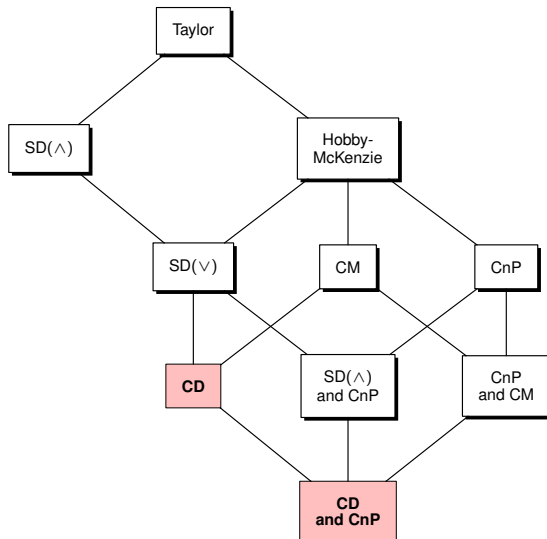 Taylor
SD(∧)
Hobby-
McKenzie
SD(∨)
CM
CnP
CD
SD(∧)
and CnP
CnP
and CM
CD
and CnP